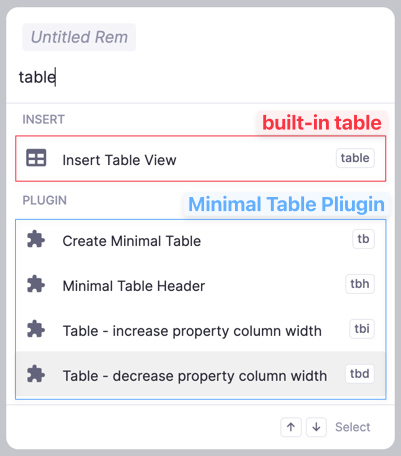 Untitled Rem
table
INSERT
built-in table
Insert Table View table
PLUGIN
Minimal Table Pliugin
Create Minimal Table tb
Minimal Table Header tbh
Table - increase property column width tbi
Table - decrease property column width tbd
↑ ↓ Select